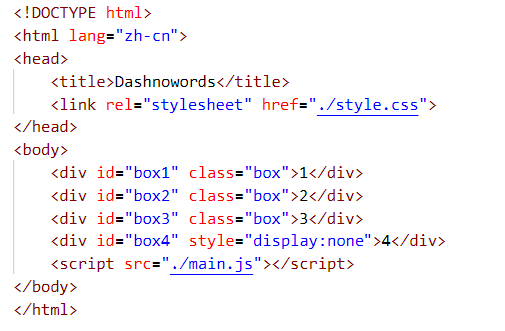 <!DOCTYPE html>
<html lang="zh-cn">
<head>
    <title>Dashnowords</title>
    <link rel="stylesheet" href="./style.css">
</head>
<body>
    <div id="box1" class="box">1</div>
    <div id="box2" class="box">2</div>
    <div id="box3" class="box">3</div>
    <div id="box4" style="display:none">4</div>
    <script src="./main.js"></script>
</body>
</html>